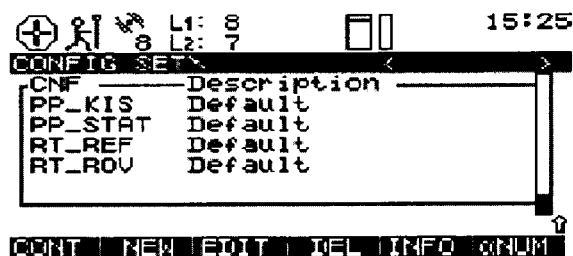 L1: 8 15:25
8 L2: 7
CONFIG SET\ < >
CNF Description
PP_KIS Default
PP_STAT Default
RT_REF Default
RT_ROV Default
CONT NEW EDIT DEL INFO αNUM